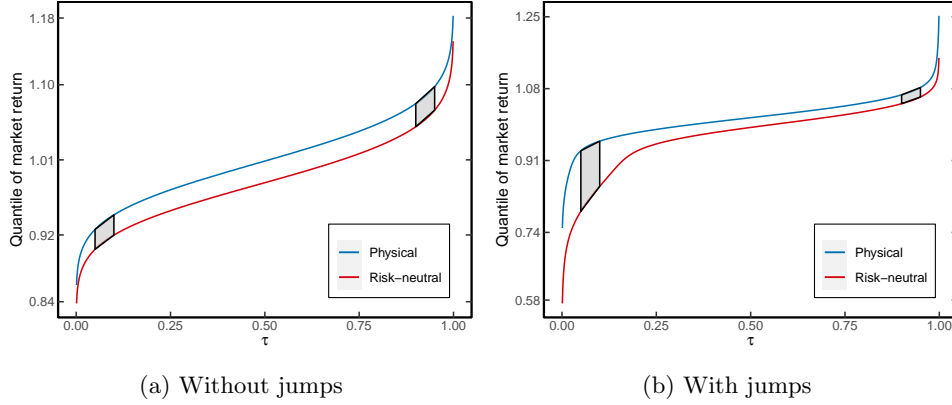 1.18
1.10
1.01
0.92
0.84
Quantile of market return
0.00
0.25
0.50
0.75
1.00
τ
Physical
Risk−neutral
(a) Without jumps
1.25
1.08
0.91
0.74
0.58
Quantile of market return
0.00
0.25
0.50
0.75
1.00
τ
Physical
Risk−neutral
(b) With jumps